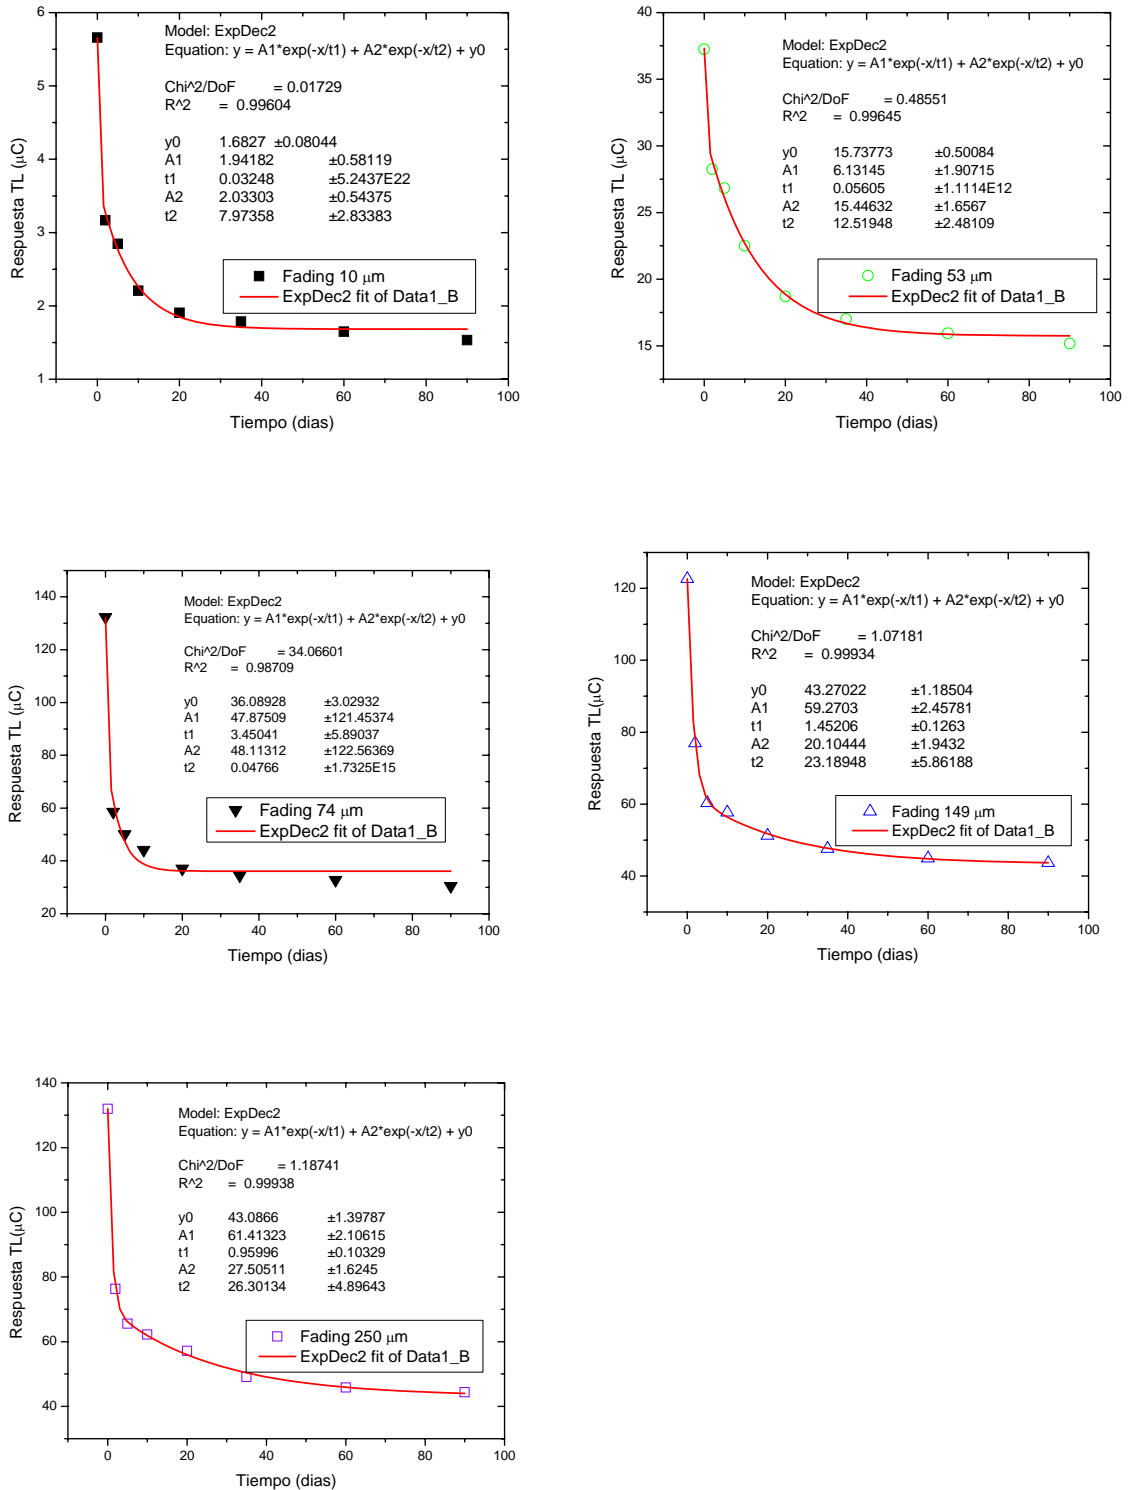 6
5
4
3
2
1
0 20 40 60 80 100
Respuesta TL (μC)
Tiempo (dias)
Model: ExpDec2
Equation: y = A1*exp(-x/t1) + A2*exp(-x/t2) + y0
Chi^2/DoF = 0.01729
R^2 = 0.99604
y0 1.6827 ±0.08044
A1 1.94182 ±0.58119
t1 0.03248 ±5.2437E22
A2 2.03303 ±0.54375
t2 7.97358 ±2.83383
Fading 10 μm
ExpDec2 fit of Data1_B
40
35
30
25
20
15
0 20 40 60 80 100
Respuesta TL (μC)
Tiempo (dias)
Model: ExpDec2
Equation: y = A1*exp(-x/t1) + A2*exp(-x/t2) + y0
Chi^2/DoF = 0.48551
R^2 = 0.99645
y0 15.73773 ±0.50084
A1 6.13145 ±1.90715
t1 0.05605 ±1.1114E12
A2 15.44632 ±1.6567
t2 12.51948 ±2.48109
Fading 53 μm
ExpDec2 fit of Data1_B
140
120
100
80
60
40
20
0 20 40 60 80 100
Respuesta TL (μC)
Tiempo (dias)
Model: ExpDec2
Equation: y = A1*exp(-x/t1) + A2*exp(-x/t2) + y0
Chi^2/DoF = 34.06601
R^2 = 0.98709
y0 36.08928 ±3.02932
A1 47.87509 ±121.45374
t1 3.45041 ±5.89037
A2 48.11312 ±122.56369
t2 0.04766 ±1.7325E15
Fading 74 μm
ExpDec2 fit of Data1_B
120
100
80
60
40
0 20 40 60 80 100
Respuesta TL(μC)
Tiempo (dias)
Model: ExpDec2
Equation: y = A1*exp(-x/t1) + A2*exp(-x/t2) + y0
Chi^2/DoF = 1.07181
R^2 = 0.99934
y0 43.27022 ±1.18504
A1 59.2703 ±2.45781
t1 1.45206 ±0.1263
A2 20.10444 ±1.9432
t2 23.18948 ±5.86188
Fading 149 μm
ExpDec2 fit of Data1_B
140
120
100
80
60
40
0 20 40 60 80 100
Respuesta TL(μC)
Tiempo (dias)
Model: ExpDec2
Equation: y = A1*exp(-x/t1) + A2*exp(-x/t2) + y0
Chi^2/DoF = 1.18741
R^2 = 0.99938
y0 43.0866 ±1.39787
A1 61.41323 ±2.10615
t1 0.95996 ±0.10329
A2 27.50511 ±1.6245
t2 26.30134 ±4.89643
Fading 250 μm
ExpDec2 fit of Data1_B